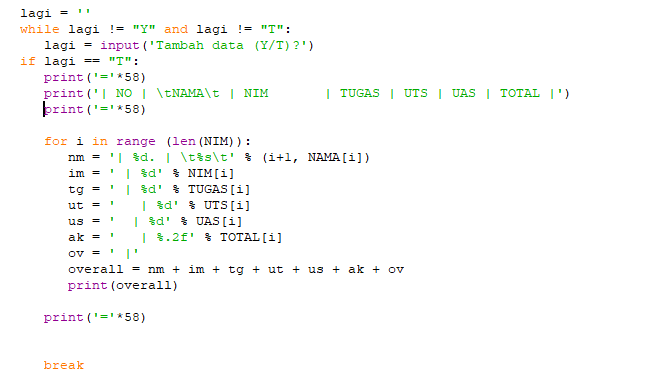 lagi = ''
while lagi != "Y" and lagi != "T":
   lagi = input('Tambah data (Y/T)?')
if lagi == "T":
   print('='*58)
   print('| NO | \tNAMA\t | NIM        | TUGAS | UTS | UAS | TOTAL |')
   print('='*58)

   for i in range (len(NIM)):
      nm = '| %d. | \t%s\t' % (i+1, NAMA[i])
      im = ' | %d' % NIM[i]
      tg = ' | %d' % TUGAS[i]
      ut = '   | %d' % UTS[i]
      us = '  | %d' % UAS[i]
      ak = '   | %.2f' % TOTAL[i]
      ov = ' |'
      overall = nm + im + tg + ut + us + ak + ov
      print(overall)

   print('='*58)


   break